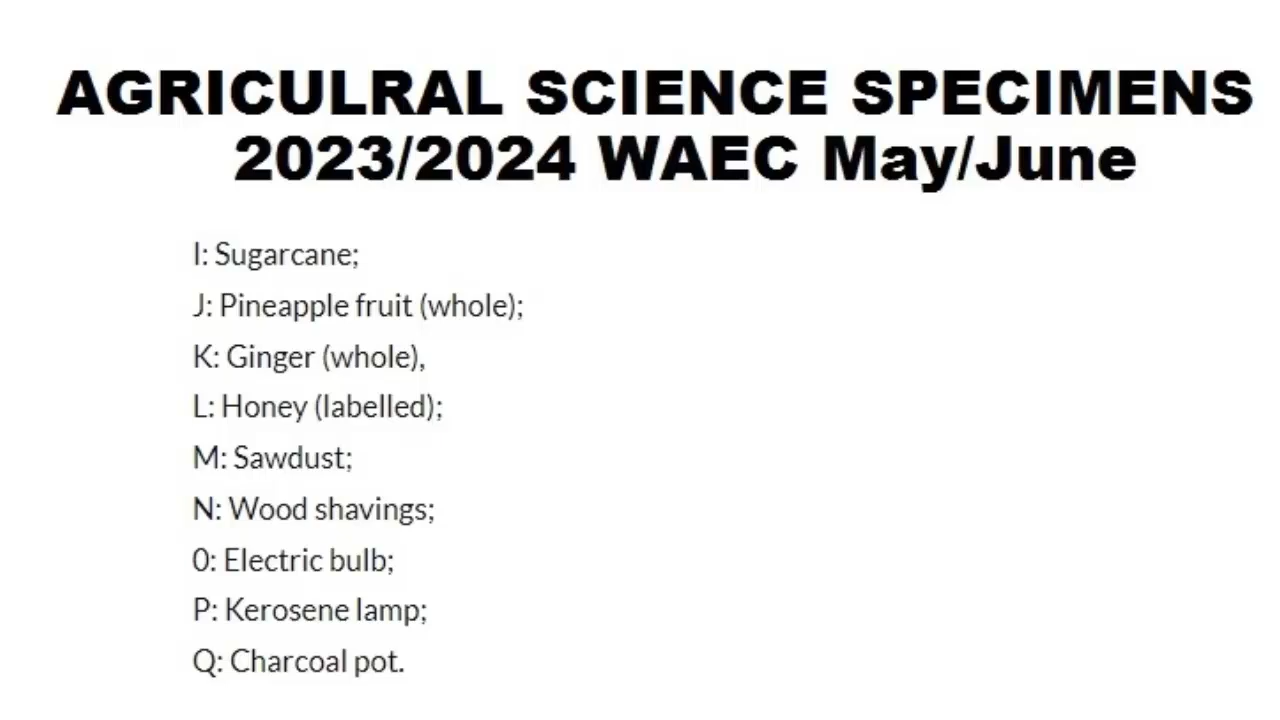 AGRICULRAL SCIENCE SPECIMENS
2023/2024 WAEC May/June
I: Sugarcane;
J: Pineapple fruit (whole);
K: Ginger (whole),
L: Honey (labelled);
M: Sawdust;
N: Wood shavings;
0: Electric bulb;
P: Kerosene lamp;
Q: Charcoal pot.